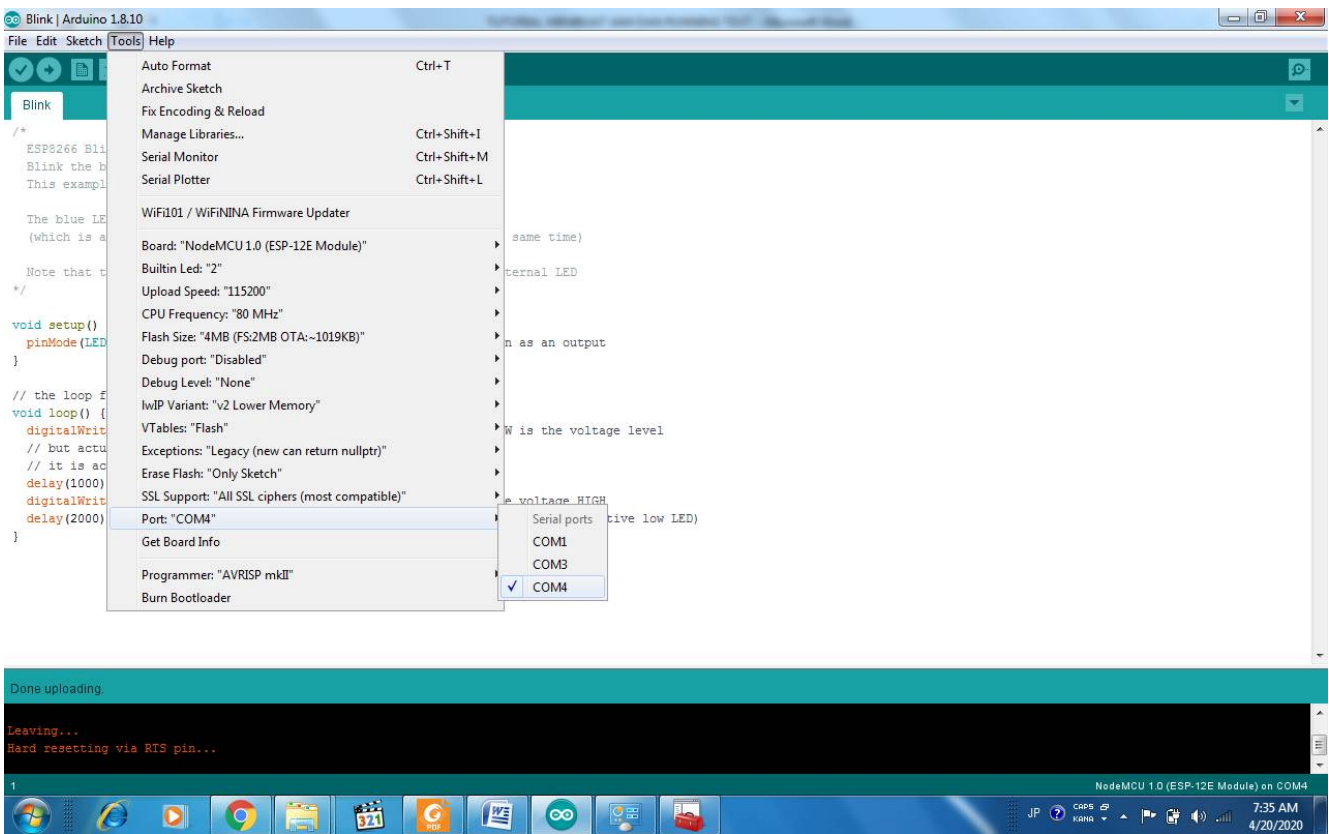 Blink | Arduino 1.8.10
File Edit Sketch Tools Help
Auto Format Ctrl+T
Archive Sketch
Fix Encoding & Reload
Manage Libraries... Ctrl+Shift+I
Serial Monitor Ctrl+Shift+M
Serial Plotter Ctrl+Shift+L
WiFi101 / WiFiNINA Firmware Updater
Board: "NodeMCU 1.0 (ESP-12E Module)"
Builtin Led: "2"
Upload Speed: "115200"
CPU Frequency: "80 MHz"
Flash Size: "4MB (FS:2MB OTA:~1019KB)"
Debug port: "Disabled"
Debug Level: "None"
lwIP Variant: "v2 Lower Memory"
VTables: "Flash"
Exceptions: "Legacy (new can return nullptr)"
Erase Flash: "Only Sketch"
SSL Support: "All SSL ciphers (most compatible)"
Port: "COM4"
Get Board Info
Programmer: "AVRISP mkII"
Burn Bootloader
Serial ports
COM1
COM3
✓ COM4
Blink
/*
ESP8266 Bli
Blink the b
This exampl
The blue LE
(which is a same time)
Note that t ternal LED
*/
void setup()
pinMode(LED n as an output
}
// the loop f
void loop() {
digitalWrit W is the voltage level
// but actu
// it is ac
delay(1000)
digitalWrit e voltage HIGH
delay(2000) tive low LED)
}
Done uploading.
Leaving...
Hard resetting via RTS pin...
1 NodeMCU 1.0 (ESP-12E Module) on COM4
321
PDF
JP CAPS
KANA
7:35 AM
4/20/2020